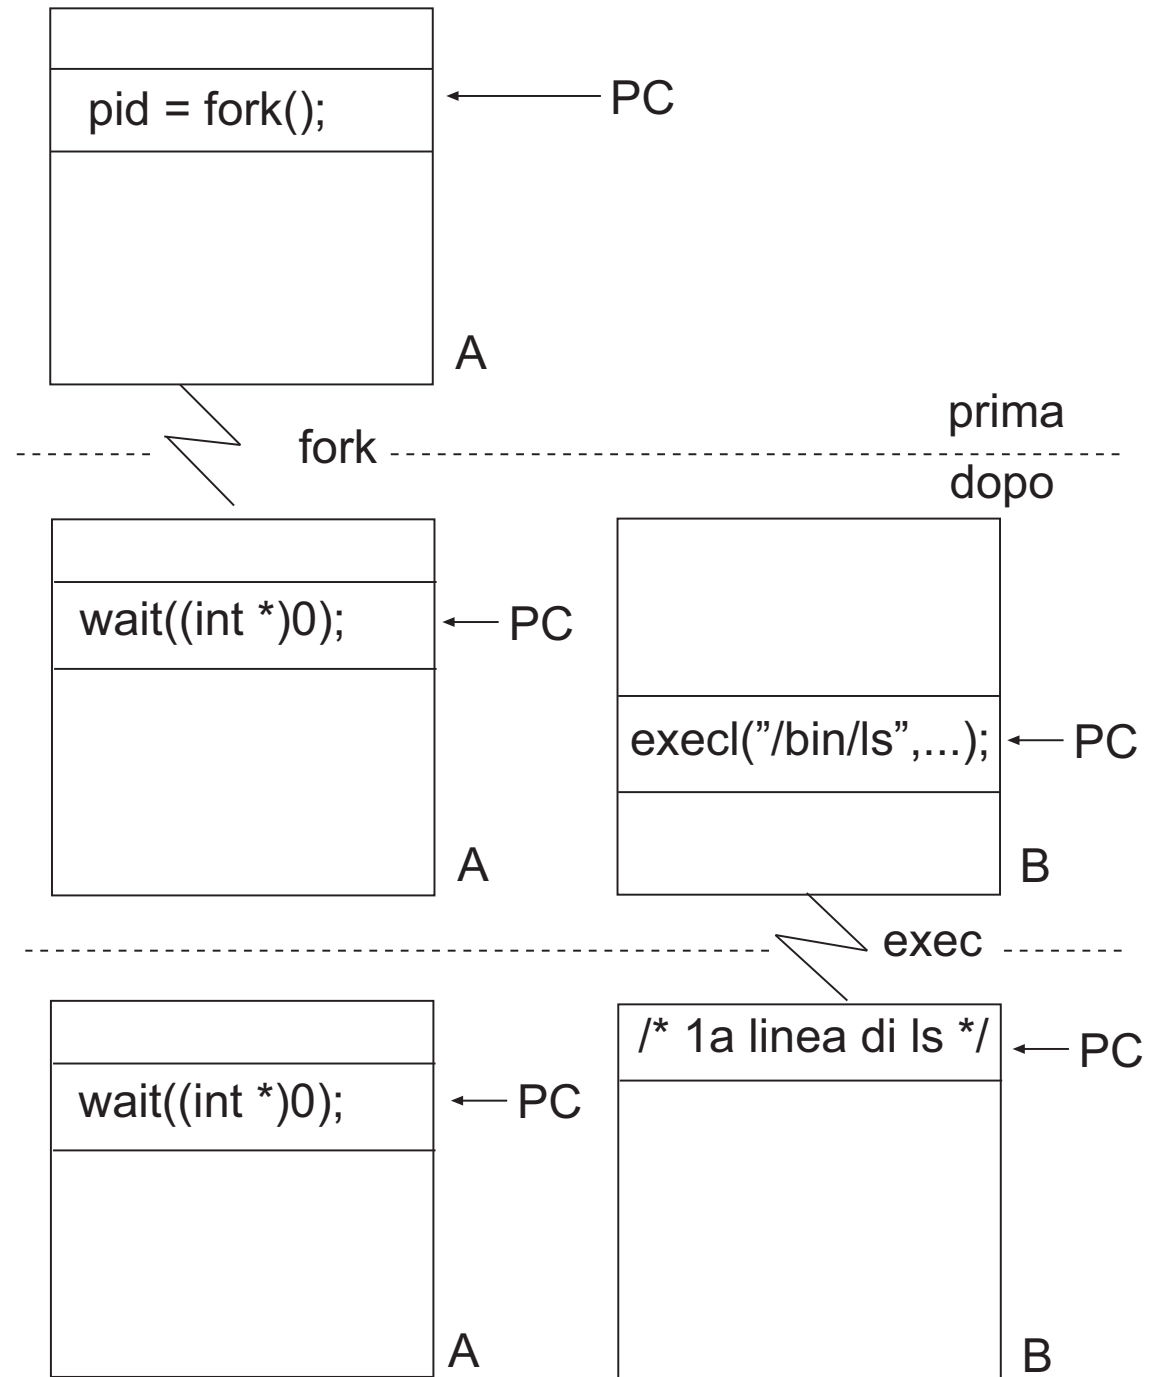 pid = fork();
PC
A
prima
fork
dopo
wait((int *)0);
PC
execl(”/bin/ls”,...);
PC
A
B
exec
/* 1a linea di ls */
PC
wait((int *)0);
PC
A
B